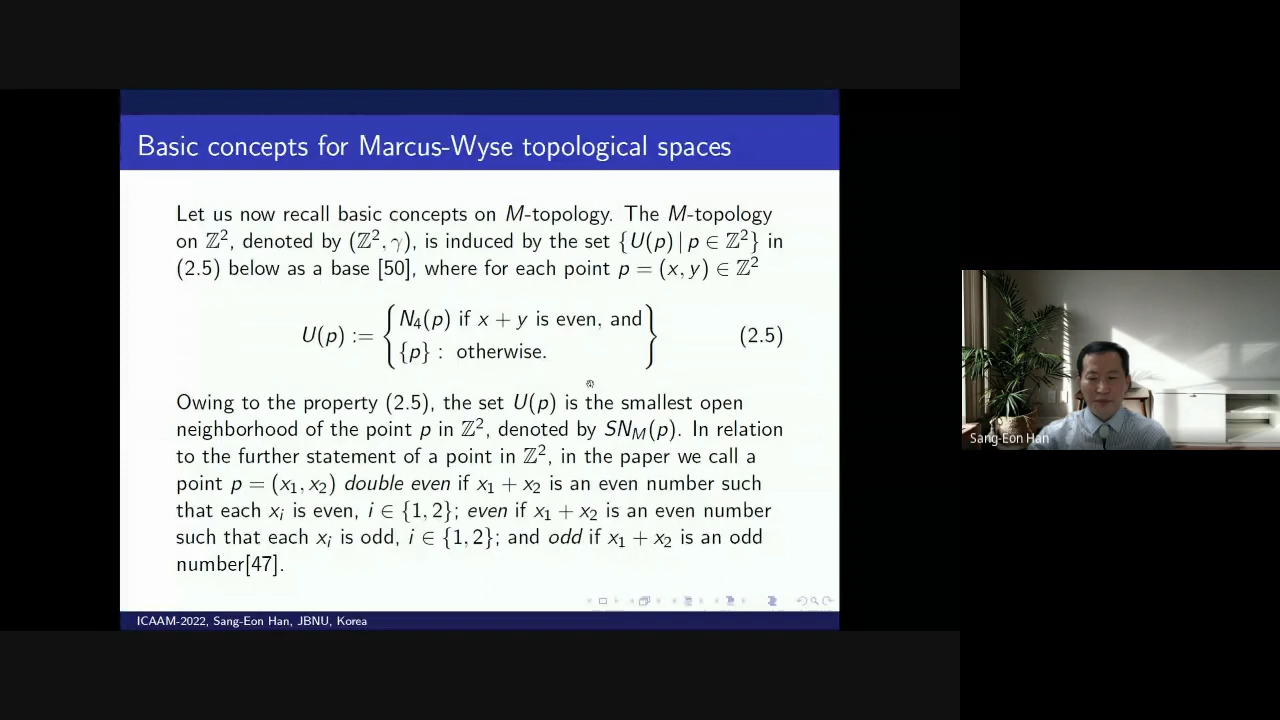 Basic concepts for Marcus-Wyse topological spaces
Let us now recall basic concepts on M-topology. The M-topology
on ℤ², denoted by (ℤ², γ), is induced by the set {U(p) | p ∈ ℤ²} in
(2.5) below as a base [50], where for each point p = (x, y) ∈ ℤ²
U(p) := { N₄(p) if x + y is even, and
{p} : otherwise. } (2.5)
Owing to the property (2.5), the set U(p) is the smallest open
neighborhood of the point p in ℤ², denoted by SN_M(p). In relation
to the further statement of a point in ℤ², in the paper we call a
point p = (x₁, x₂) double even if x₁ + x₂ is an even number such
that each xᵢ is even, i ∈ {1, 2}; even if x₁ + x₂ is an even number
such that each xᵢ is odd, i ∈ {1, 2}; and odd if x₁ + x₂ is an odd
number[47].
ICAAM-2022, Sang-Eon Han, JBNU, Korea
Sang-Eon Han